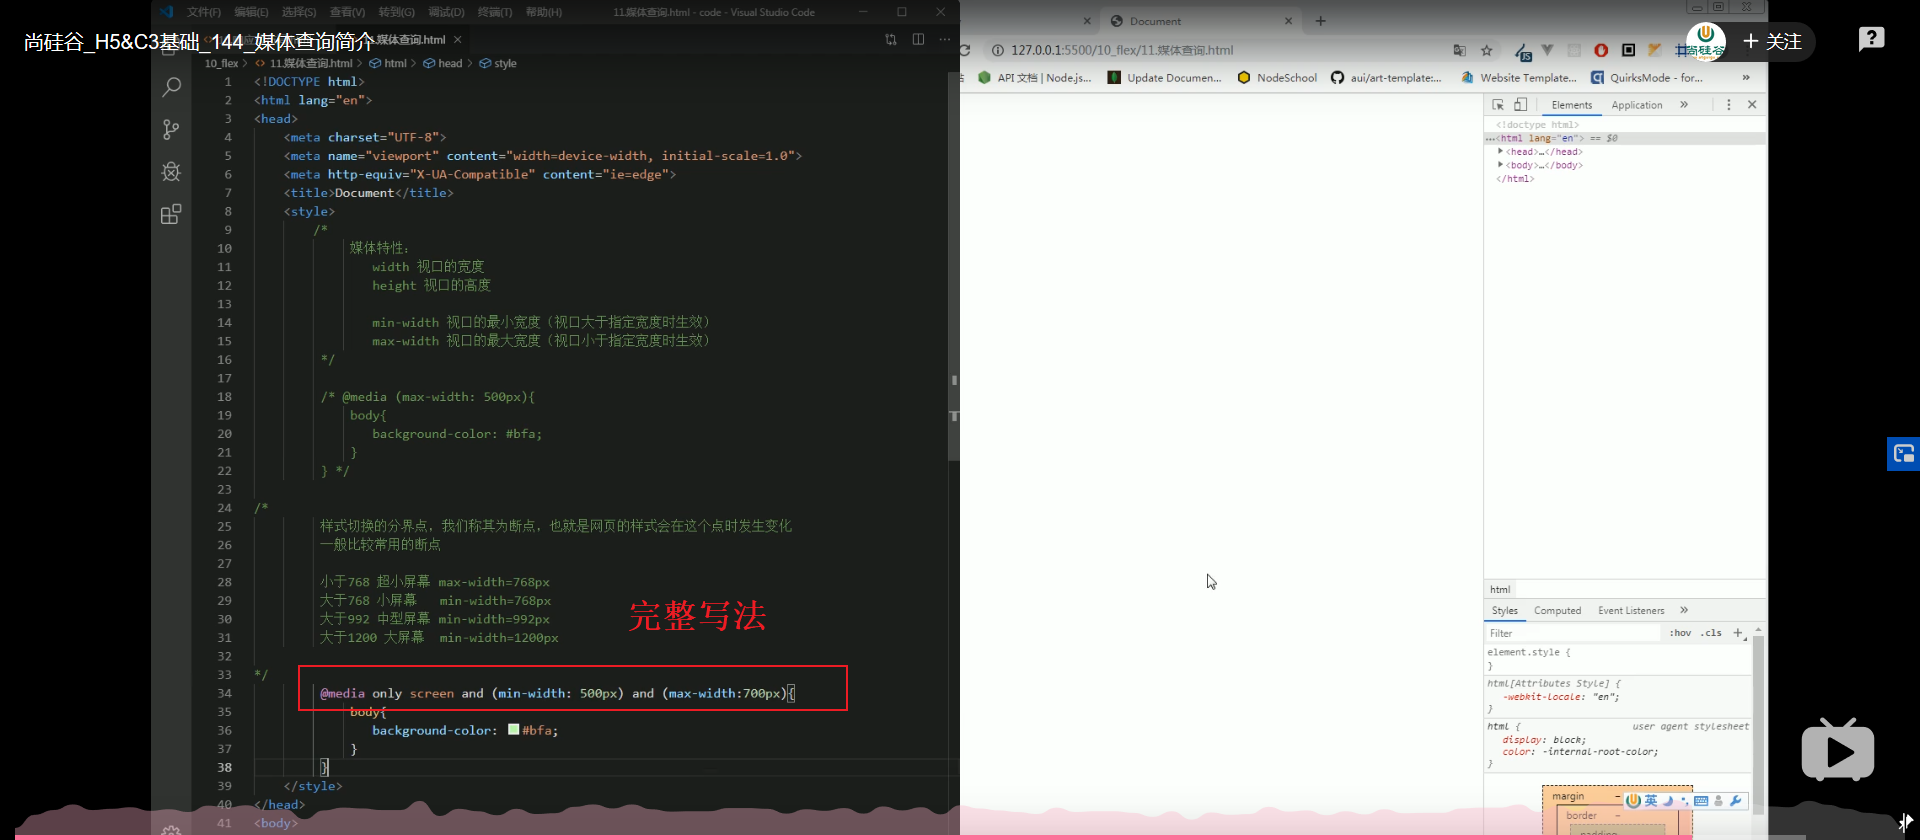 尚硅谷_H5&C3基础_144_媒体查询简介
文件(F) 编辑(E) 选择(S) 查看(V) 转到(G) 调试(D) 终端(T) 帮助(H)
11.媒体查询.html - code - Visual Studio Code
10_flex > 11.媒体查询.html > html > head > style
1 <!DOCTYPE html>
2 <html lang="en">
3 <head>
4 <meta charset="UTF-8">
5 <meta name="viewport" content="width=device-width, initial-scale=1.0">
6 <meta http-equiv="X-UA-Compatible" content="ie=edge">
7 <title>Document</title>
8 <style>
9 /*
10 媒体特性:
11 width 视口的宽度
12 height 视口的高度
13
14 min-width 视口的最小宽度（视口大于指定宽度时生效）
15 max-width 视口的最大宽度（视口小于指定宽度时生效）
16 */
17
18 /* @media (max-width: 500px){
19 body{
20 background-color: #bfa;
21 }
22 } */
23
24 /*
25 样式切换的分界点，我们称其为断点，也就是网页的样式会在这个点时发生变化
26 一般比较常用的断点
27
28 小于768 超小屏幕 max-width=768px
29 大于768 小屏幕 min-width=768px
30 大于992 中型屏幕 min-width=992px
31 大于1200 大屏幕 min-width=1200px
32
33 */
34 @media only screen and (min-width: 500px) and (max-width:700px){
35 body{
36 background-color: #bfa;
37 }
38 }
39 </style>
40 </head>
41 <body>
完整写法
Document
127.0.0.1:5500/10_flex/11.媒体查询.html
API 文档 | Node.js... Update Documen... NodeSchool aui/art-template:... Website Template... QuirksMode - for... »
尚硅谷
+ 关注
Elements Application »
<!doctype html>
...<html lang="en"> == $0
<head>…</head>
<body>…</body>
</html>
html
Styles Computed Event Listeners »
Filter :hov .cls +
element.style {
}
html[Attributes Style] {
-webkit-locale: "en";
}
html { user agent stylesheet
display: block;
color: -internal-root-color;
}
margin -
border -
padding
英